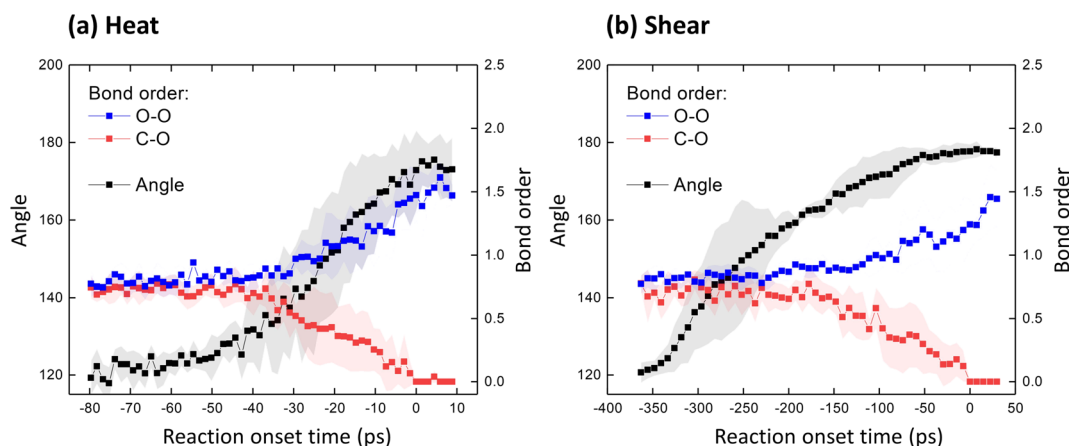 (a) Heat
200
180
160
140
120
Angle
Bond order:
O-O
C-O
Angle
2.5
2.0
1.5
1.0
0.5
0.0
Bond order
-80 -70 -60 -50 -40 -30 -20 -10 0 10
Reaction onset time (ps)
(b) Shear
200
180
160
140
120
Angle
Bond order:
O-O
C-O
Angle
2.5
2.0
1.5
1.0
0.5
0.0
Bond order
-400 -350 -300 -250 -200 -150 -100 -50 0 50
Reaction onset time (ps)